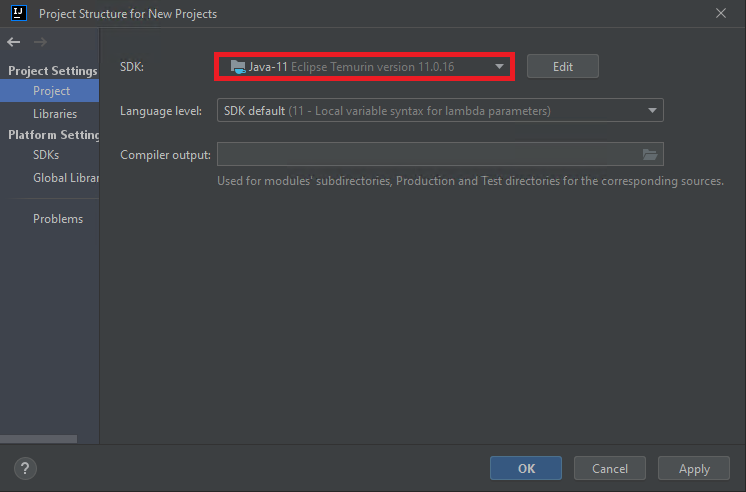 IJ Project Structure for New Projects
Project Settings
Project
Libraries
Platform Setting
SDKs
Global Librar
Problems
SDK: Java-11 Eclipse Temurin version 11.0.16 Edit
Language level: SDK default (11 - Local variable syntax for lambda parameters)
Compiler output:
Used for modules' subdirectories, Production and Test directories for the corresponding sources.
? OK Cancel Apply